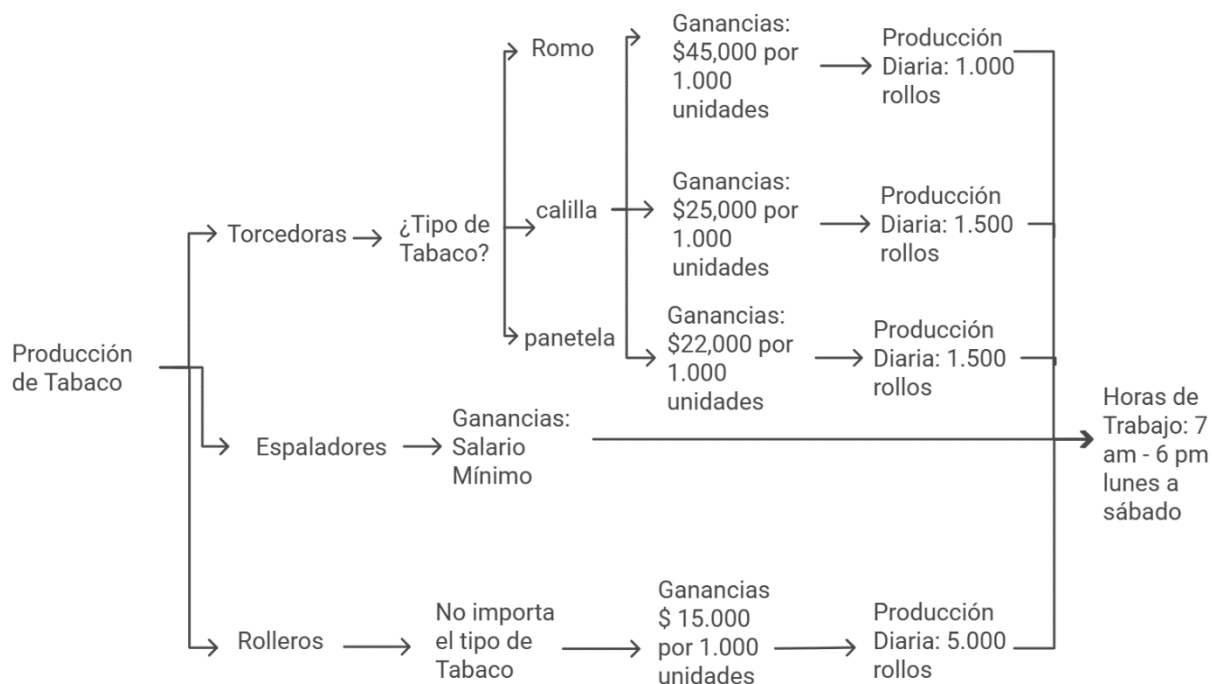 Producción
de Tabaco
Torcedoras
¿Tipo de
Tabaco?
Romo
Ganancias:
$45,000 por
1.000
unidades
Producción
Diaria: 1.000
rollos
calilla
Ganancias:
$25,000 por
1.000
unidades
Producción
Diaria: 1.500
rollos
panetela
Ganancias:
$22,000 por
1.000
unidades
Producción
Diaria: 1.500
rollos
Espaladores
Ganancias:
Salario
Mínimo
Rolleros
No importa
el tipo de
Tabaco
Ganancias
$ 15.000
por 1.000
unidades
Producción
Diaria: 5.000
rollos
Horas de
Trabajo: 7
am - 6 pm
lunes a
sábado